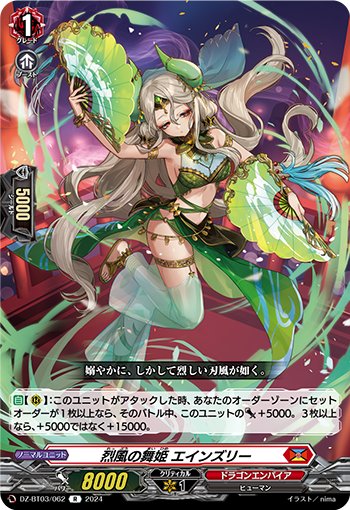 1
グレード
ブースト
5000
シールド
嫋やかに、しかして烈しい刃風が如く。
自【R】：このユニットがアタックした時、あなたのオーダーゾーンにセット
オーダーが1枚以上なら、そのバトル中、このユニットの+5000。3枚以上
なら、+5000ではなく+15000。
ノーマルユニット
烈風の舞姫 エインズリー
パワー 8000
クリティカル
1
ドラゴンエンパイア
ヒューマン
DZ-BT03/062 R 2024
イラスト／nima